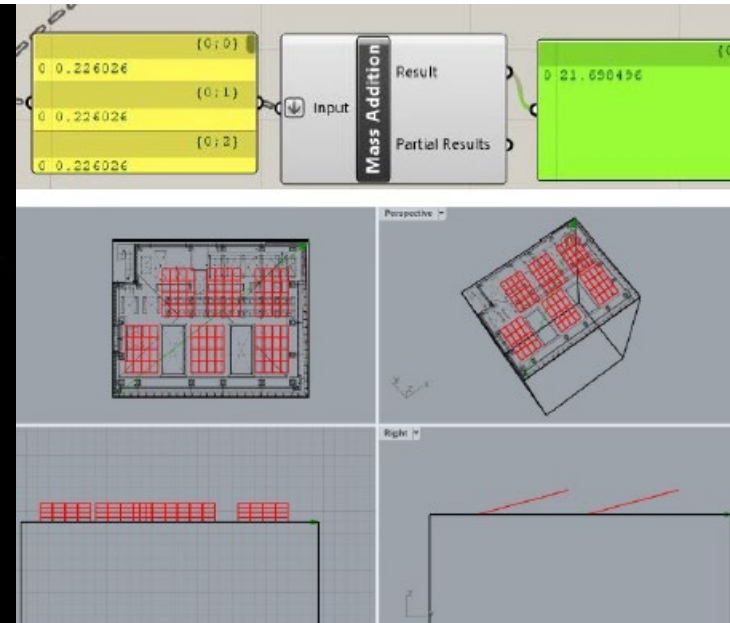 {0;0}
0 0.226026
{0;1}
0 0.226026
{0;2}
0 0.226026
Input
Mass Addition
Result
Partial Results
0 21.698496
Perspective
Right